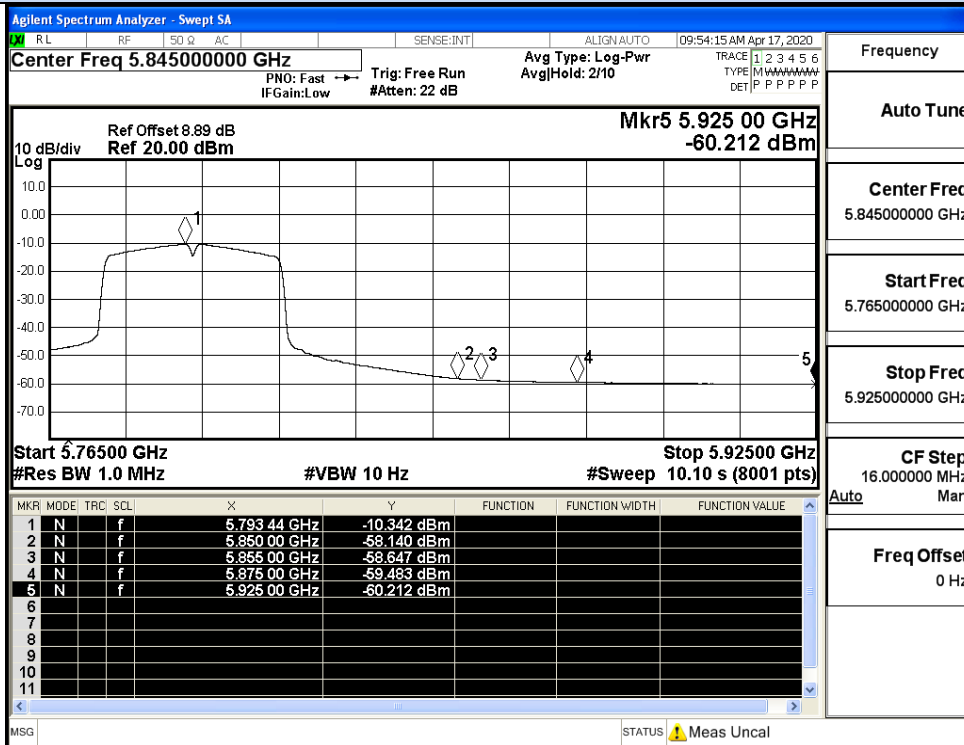 Agilent Spectrum Analyzer - Swept SA
LXI RL RF 50 Ω AC SENSE:INT ALIGN AUTO 09:54:15 AM Apr 17, 2020
Center Freq 5.845000000 GHz
PNO: Fast
IFGain:Low
Trig: Free Run
#Atten: 22 dB
Avg Type: Log-Pwr
Avg|Hold: 2/10
TRACE 1 2 3 4 5 6
TYPE M WWWWW
DET P P P P P P
Mkr5 5.925 00 GHz
-60.212 dBm
Ref Offset 8.89 dB
10 dB/div Ref 20.00 dBm
Log
10.0
0.00
-10.0
-20.0
-30.0
-40.0
-50.0
-60.0
-70.0
1
2
3
4
5
Start 5.76500 GHz Stop 5.92500 GHz
#Res BW 1.0 MHz #VBW 10 Hz #Sweep 10.10 s (8001 pts)
MKR MODE TRC SCL X Y FUNCTION FUNCTION WIDTH FUNCTION VALUE
1 N f 5.793 44 GHz -10.342 dBm
2 N f 5.850 00 GHz -58.140 dBm
3 N f 5.855 00 GHz -58.647 dBm
4 N f 5.875 00 GHz -59.483 dBm
5 N f 5.925 00 GHz -60.212 dBm
6
7
8
9
10
11
MSG STATUS Meas Uncal
Frequency
Auto Tune
Center Freq
5.845000000 GHz
Start Freq
5.765000000 GHz
Stop Freq
5.925000000 GHz
CF Step
16.000000 MHz
Auto Man
Freq Offset
0 Hz